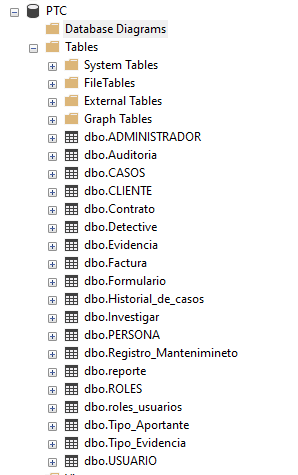 PTC
Database Diagrams
Tables
System Tables
FileTables
External Tables
Graph Tables
dbo.ADMINISTRADOR
dbo.Auditoria
dbo.CASOS
dbo.CLIENTE
dbo.Contrato
dbo.Detective
dbo.Evidencia
dbo.Factura
dbo.Formulario
dbo.Historial_de_casos
dbo.Investigar
dbo.PERSONA
dbo.Registro_Mantenimineto
dbo.reporte
dbo.ROLES
dbo.roles_usuarios
dbo.Tipo_Aportante
dbo.Tipo_Evidencia
dbo.USUARIO